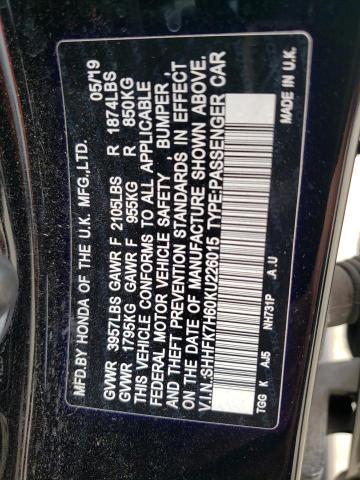 MFD.BY HONDA OF THE U.K. MFG.,LTD. 05/19
GVWR 3957LBS GAWR F 2105LBS R 1874LBS
GVWR 1795KG GAWR F 955KG R 850KG
THIS VEHICLE CONFORMS TO ALL APPLICABLE
FEDERAL MOTOR VEHICLE SAFETY, BUMPER,
AND THEFT PREVENTION STANDARDS IN EFFECT
ON THE DATE OF MANUFACTURE SHOWN ABOVE.
V.I.N.:SHHFK7H60KU226015 TYPE-PASSENGER CAR
MADE IN U.K.
NH731P .A.U
TGG K AJ5